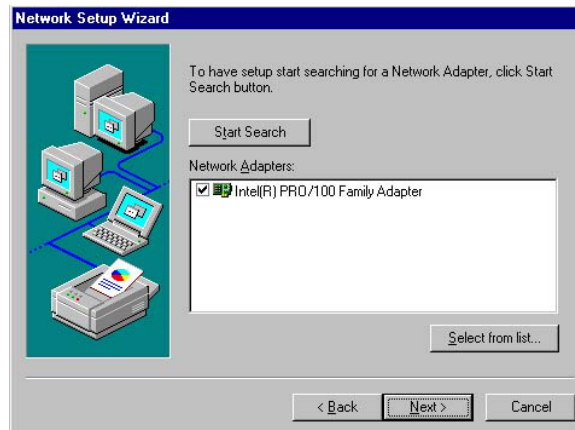 Network Setup Wizard
To have setup start searching for a Network Adapter, click Start
Search button.
Start Search
Network Adapters:
Intel(R) PRO/100 Family Adapter
Select from list...
< Back
Next >
Cancel